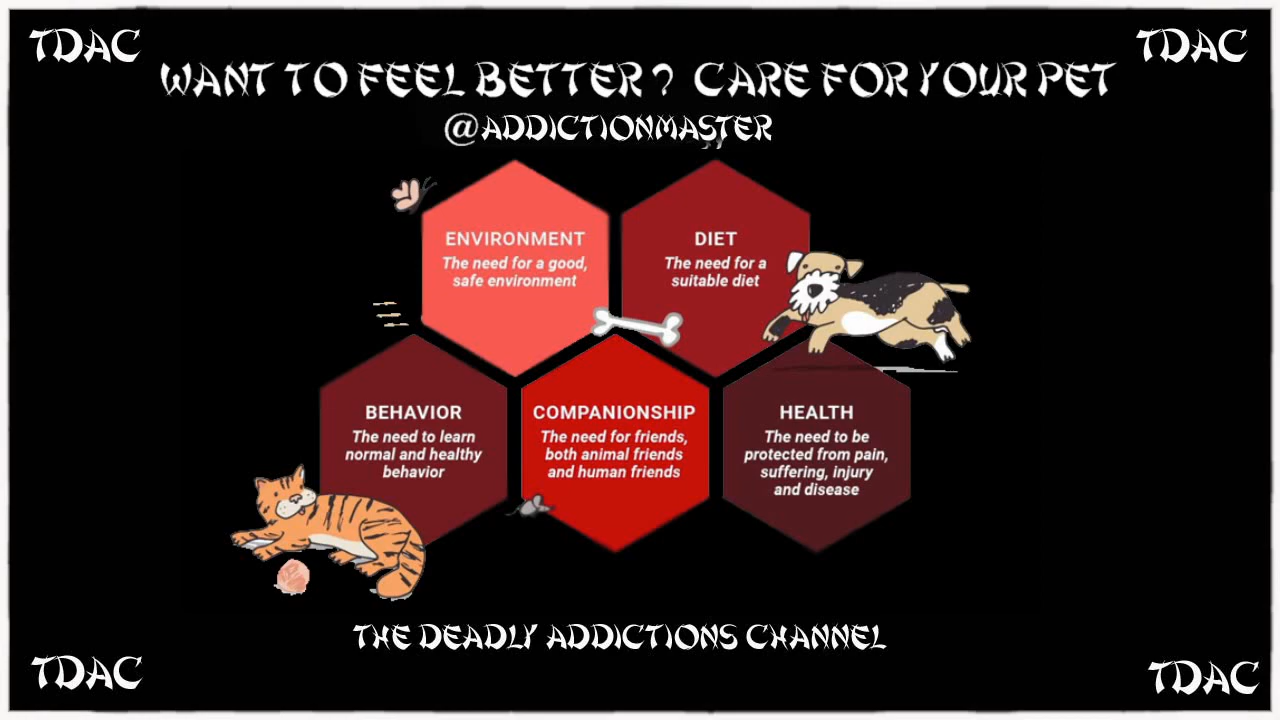 TDAC
TDAC
WANT TO FEEL BETTER? CARE FOR YOUR PET
@ADDICTIONMASTER
ENVIRONMENT
The need for a good,
safe environment
DIET
The need for a
suitable diet
BEHAVIOR
The need to learn
normal and healthy
behavior
COMPANIONSHIP
The need for friends,
both animal friends
and human friends
HEALTH
The need to be
protected from pain,
suffering, injury
and disease
THE DEADLY ADDICTIONS CHANNEL
TDAC
TDAC